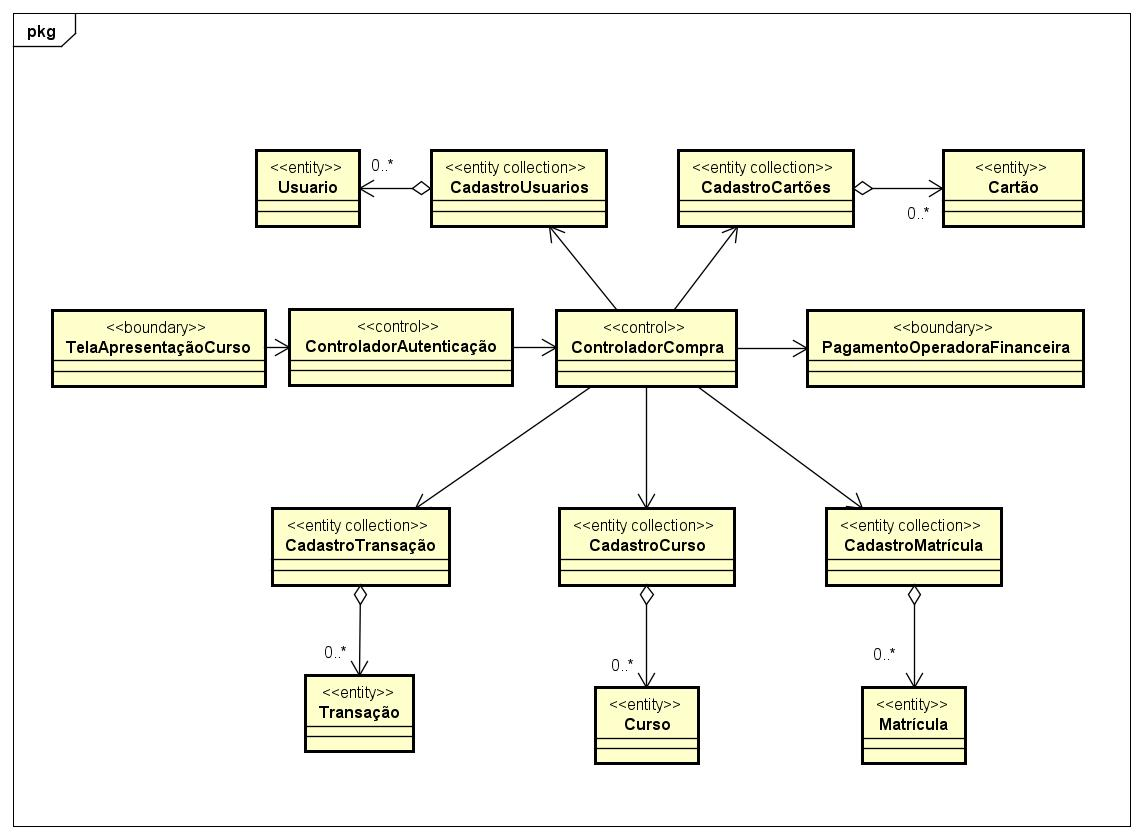 pkg
<<entity>>
Usuario
0..*
<<entity collection>>
CadastroUsuarios
<<entity collection>>
CadastroCartões
0..*
<<entity>>
Cartão
<<boundary>>
TelaApresentaçãoCurso
<<control>>
ControladorAutenticação
<<control>>
ControladorCompra
<<boundary>>
PagamentoOperadoraFinanceira
<<entity collection>>
CadastroTransação
<<entity collection>>
CadastroCurso
<<entity collection>>
CadastroMatrícula
0..*
0..*
0..*
<<entity>>
Transação
<<entity>>
Curso
<<entity>>
Matrícula